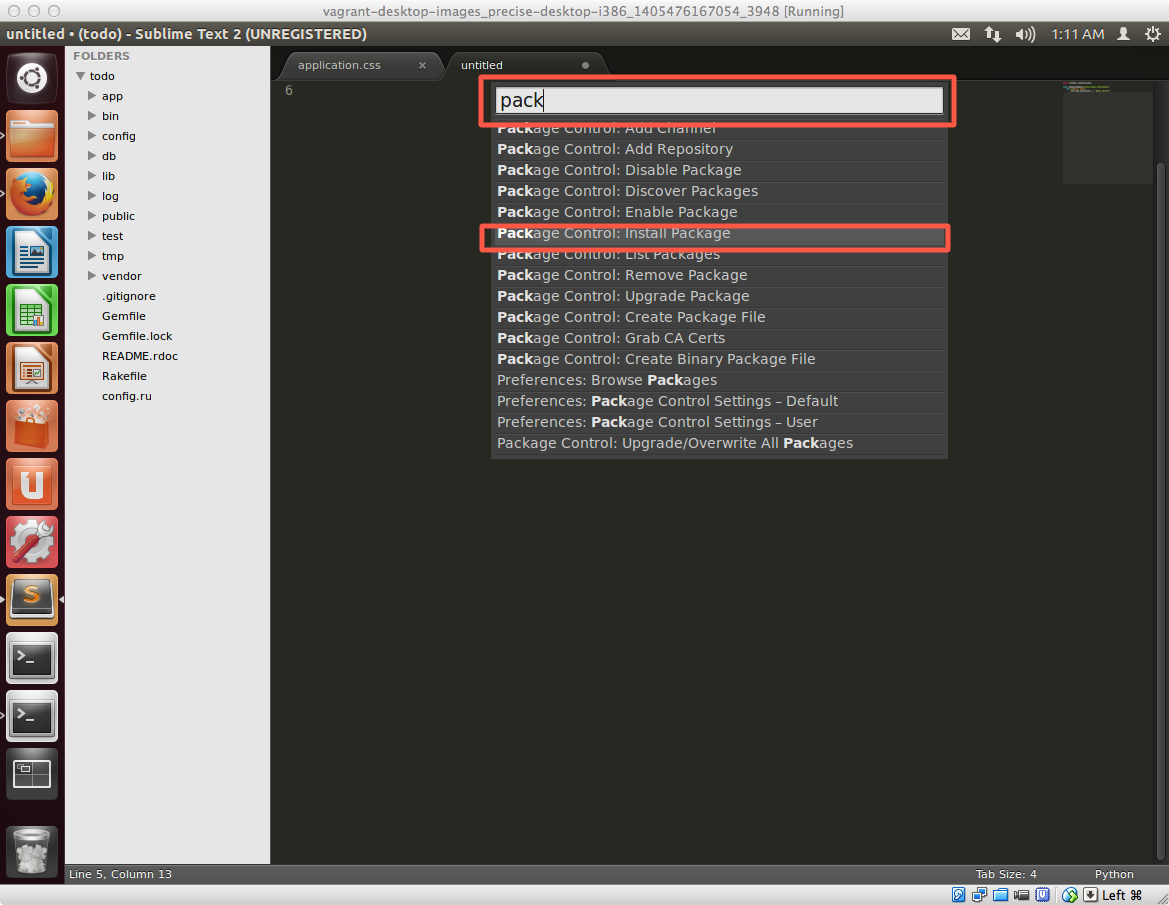 vagrant-desktop-images_precise-desktop-i386_1405476167054_3948 [Running]
untitled • (todo) - Sublime Text 2 (UNREGISTERED)
1:11 AM
FOLDERS
todo
app
bin
config
db
lib
log
public
test
tmp
vendor
.gitignore
Gemfile
Gemfile.lock
README.rdoc
Rakefile
config.ru
application.css
untitled
6
pack
Package Control: Add Channel
Package Control: Add Repository
Package Control: Disable Package
Package Control: Discover Packages
Package Control: Enable Package
Package Control: Install Package
Package Control: List Packages
Package Control: Remove Package
Package Control: Upgrade Package
Package Control: Create Package File
Package Control: Grab CA Certs
Package Control: Create Binary Package File
Preferences: Browse Packages
Preferences: Package Control Settings – Default
Preferences: Package Control Settings – User
Package Control: Upgrade/Overwrite All Packages
Line 5, Column 13
Tab Size: 4
Python
Left ⌘